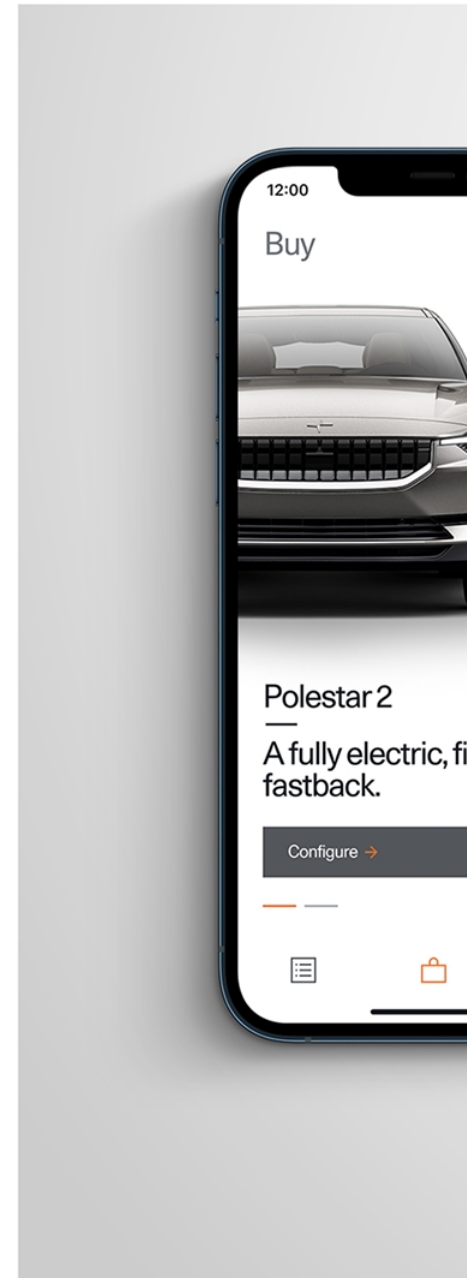 12:00
Buy
Polestar 2
A fully electric,
fastback.
Configure →